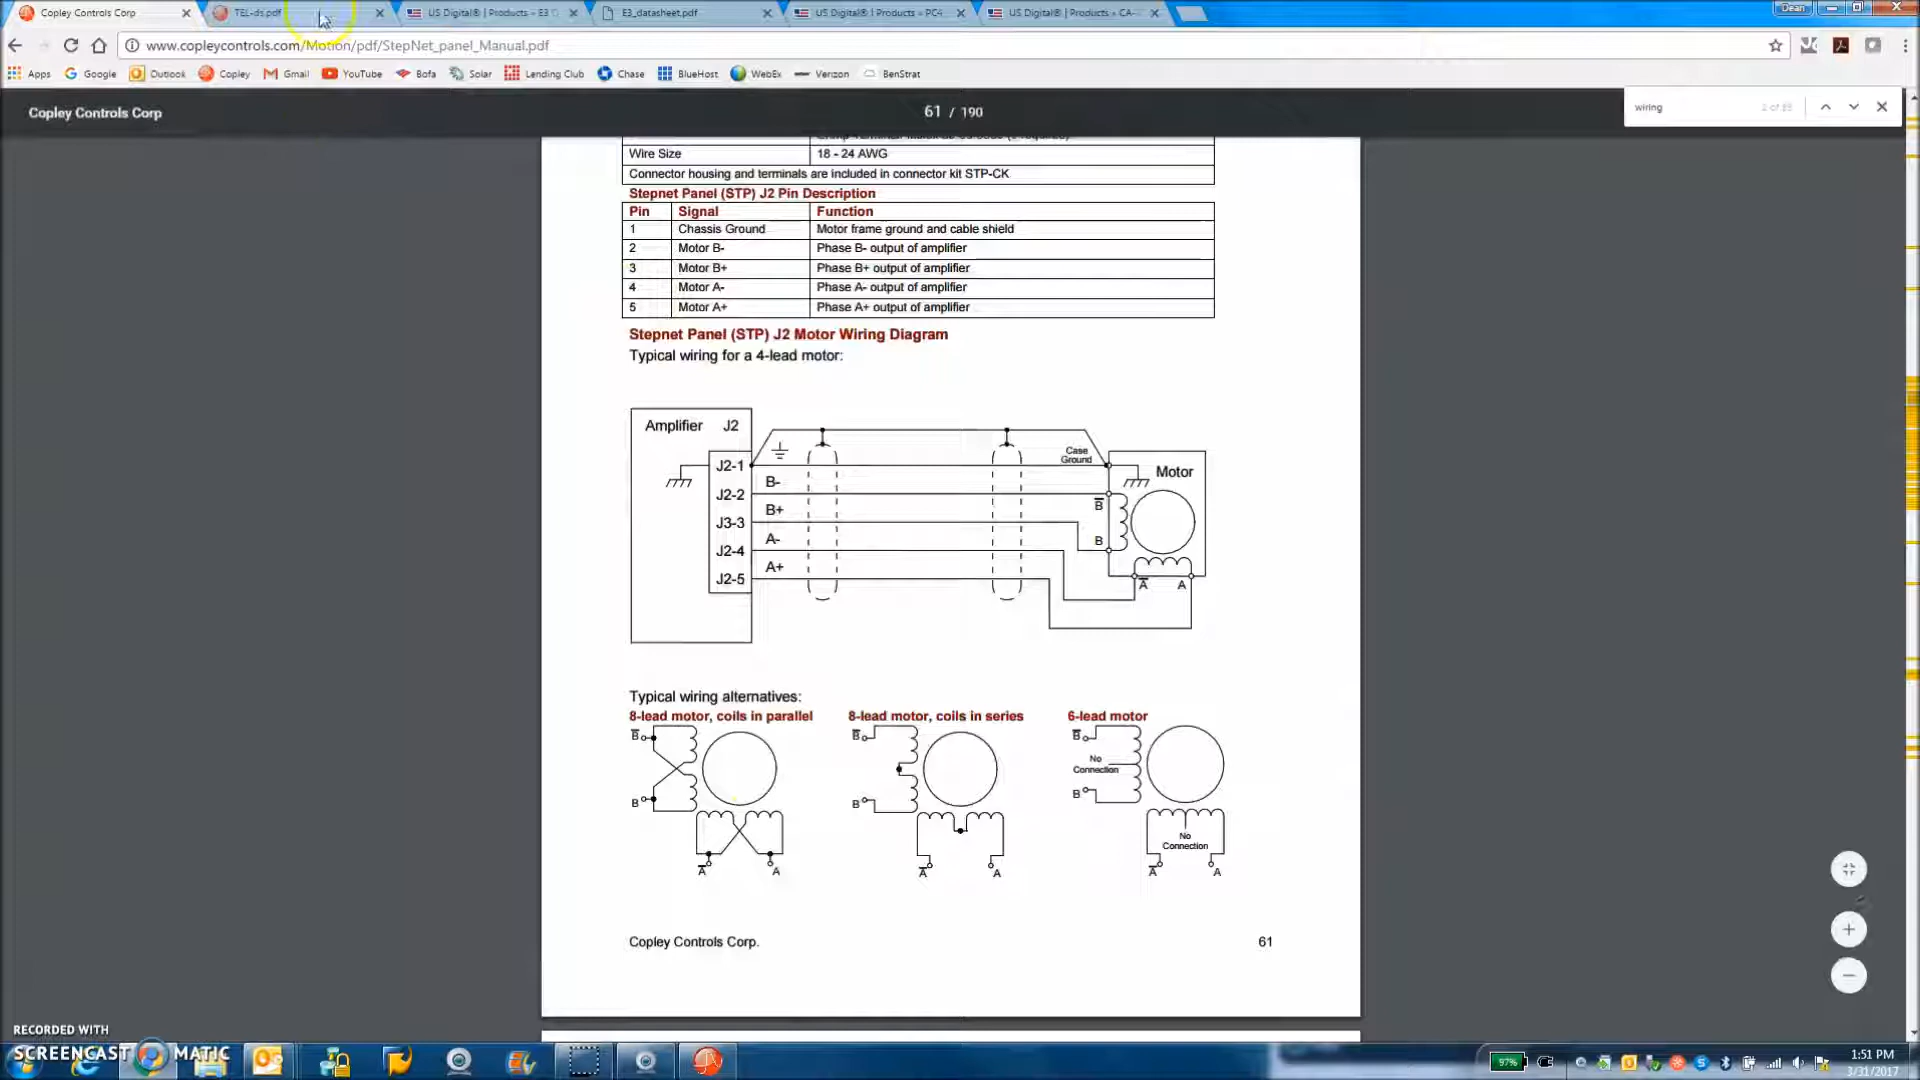 Copley Controls Corp
TEL-ds.pdf
US Digital® | Products » E3
E3_datasheet.pdf
US Digital® | Products » PC4
US Digital® | Products » CA-
Dean
www.copleycontrols.com/Motion/pdf/StepNet_panel_Manual.pdf
Apps Google Outlook Copley Gmail YouTube Bofa Solar Lending Club Chase BlueHost WebEx Verizon BenStrat
Copley Controls Corp
61 / 190
wiring
Wire Size 18 - 24 AWG
Connector housing and terminals are included in connector kit STP-CK
Stepnet Panel (STP) J2 Pin Description
Pin Signal Function
1 Chassis Ground Motor frame ground and cable shield
2 Motor B- Phase B- output of amplifier
3 Motor B+ Phase B+ output of amplifier
4 Motor A- Phase A- output of amplifier
5 Motor A+ Phase A+ output of amplifier
Stepnet Panel (STP) J2 Motor Wiring Diagram
Typical wiring for a 4-lead motor:
Amplifier J2
Case
Ground
J2-1
Motor
B-
J2-2
B̅
B+
J3-3
A-
B
J2-4
A+
J2-5
A̅ A
Typical wiring alternatives:
8-lead motor, coils in parallel 8-lead motor, coils in series 6-lead motor
B̅ B̅ B̅
No
Connection
B B B
No
Connection
A̅ A A̅ A A̅ A
Copley Controls Corp. 61
RECORDED WITH
SCREENCAST MATIC
97%
1:51 PM
3/31/2017